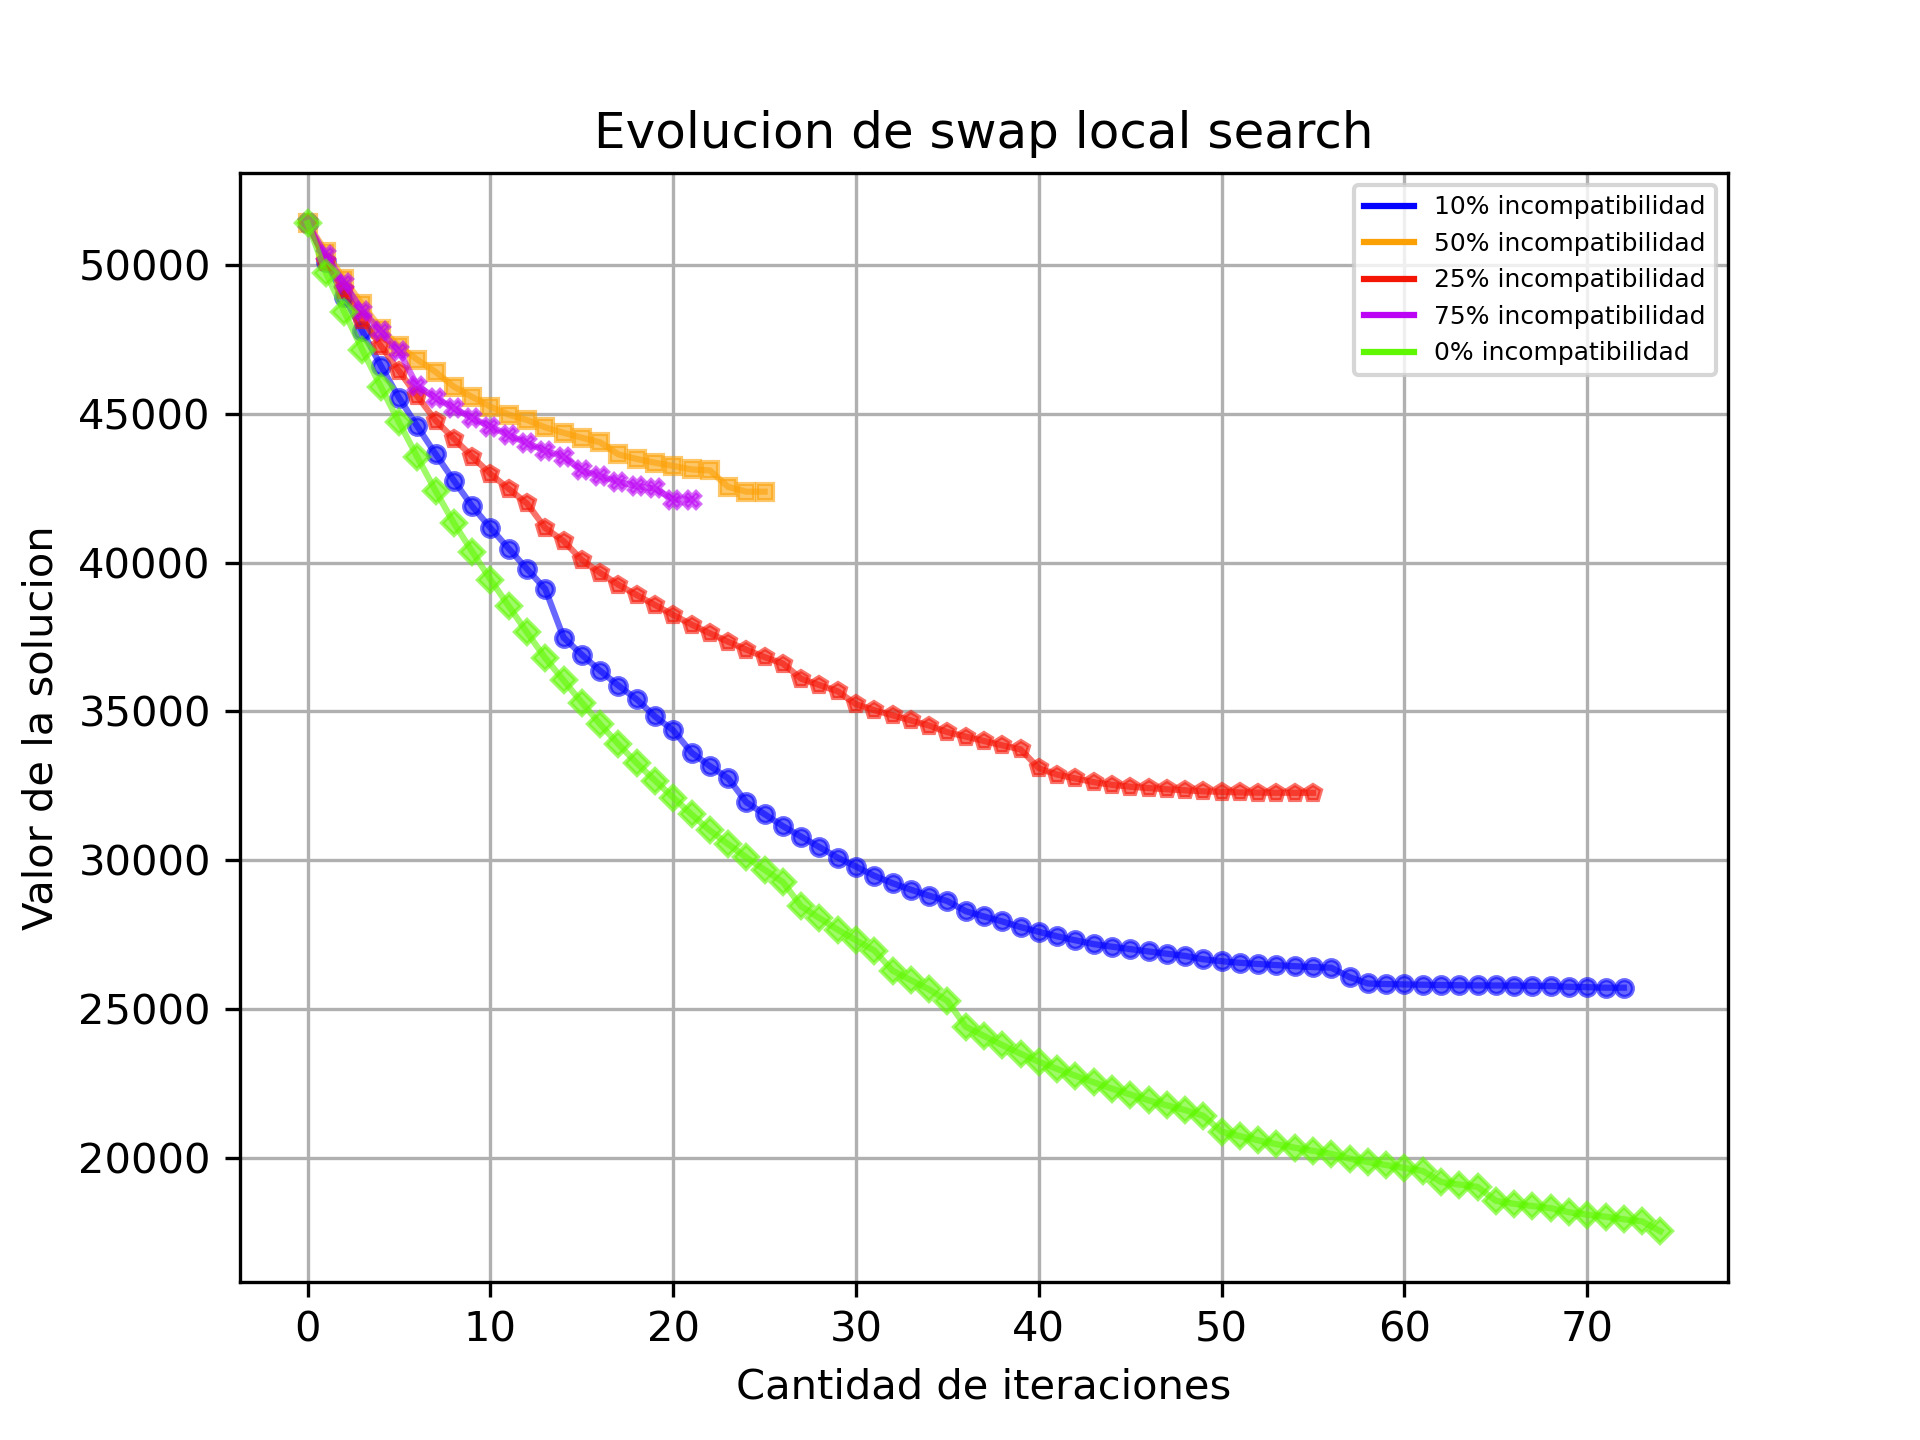 Evolucion de swap local search
10% incompatibilidad
50% incompatibilidad
25% incompatibilidad
75% incompatibilidad
0% incompatibilidad
Valor de la solucion
50000
45000
40000
35000
30000
25000
20000
0 10 20 30 40 50 60 70
Cantidad de iteraciones